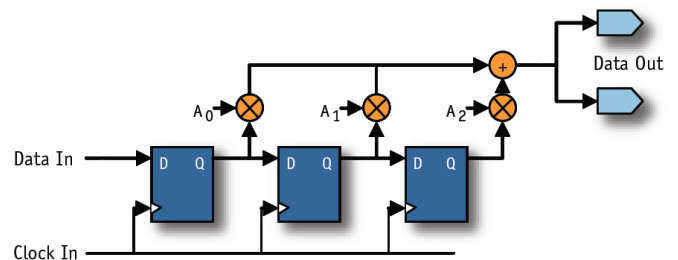 +
Data Out
A0
A1
A2
Data In
D Q
D Q
D Q
Clock In